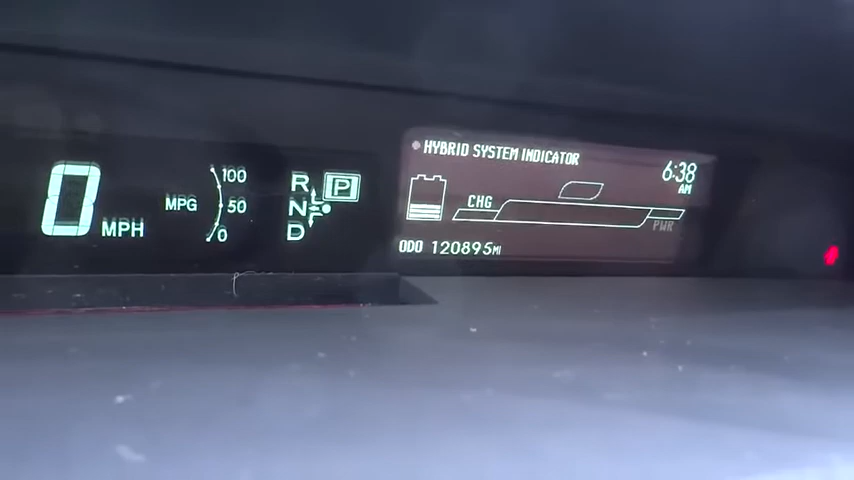 0 MPH
MPG
100
50
0
R
N
D
P
HYBRID SYSTEM INDICATOR
6:38
AM
CHG
PWR
ODO 120895MI